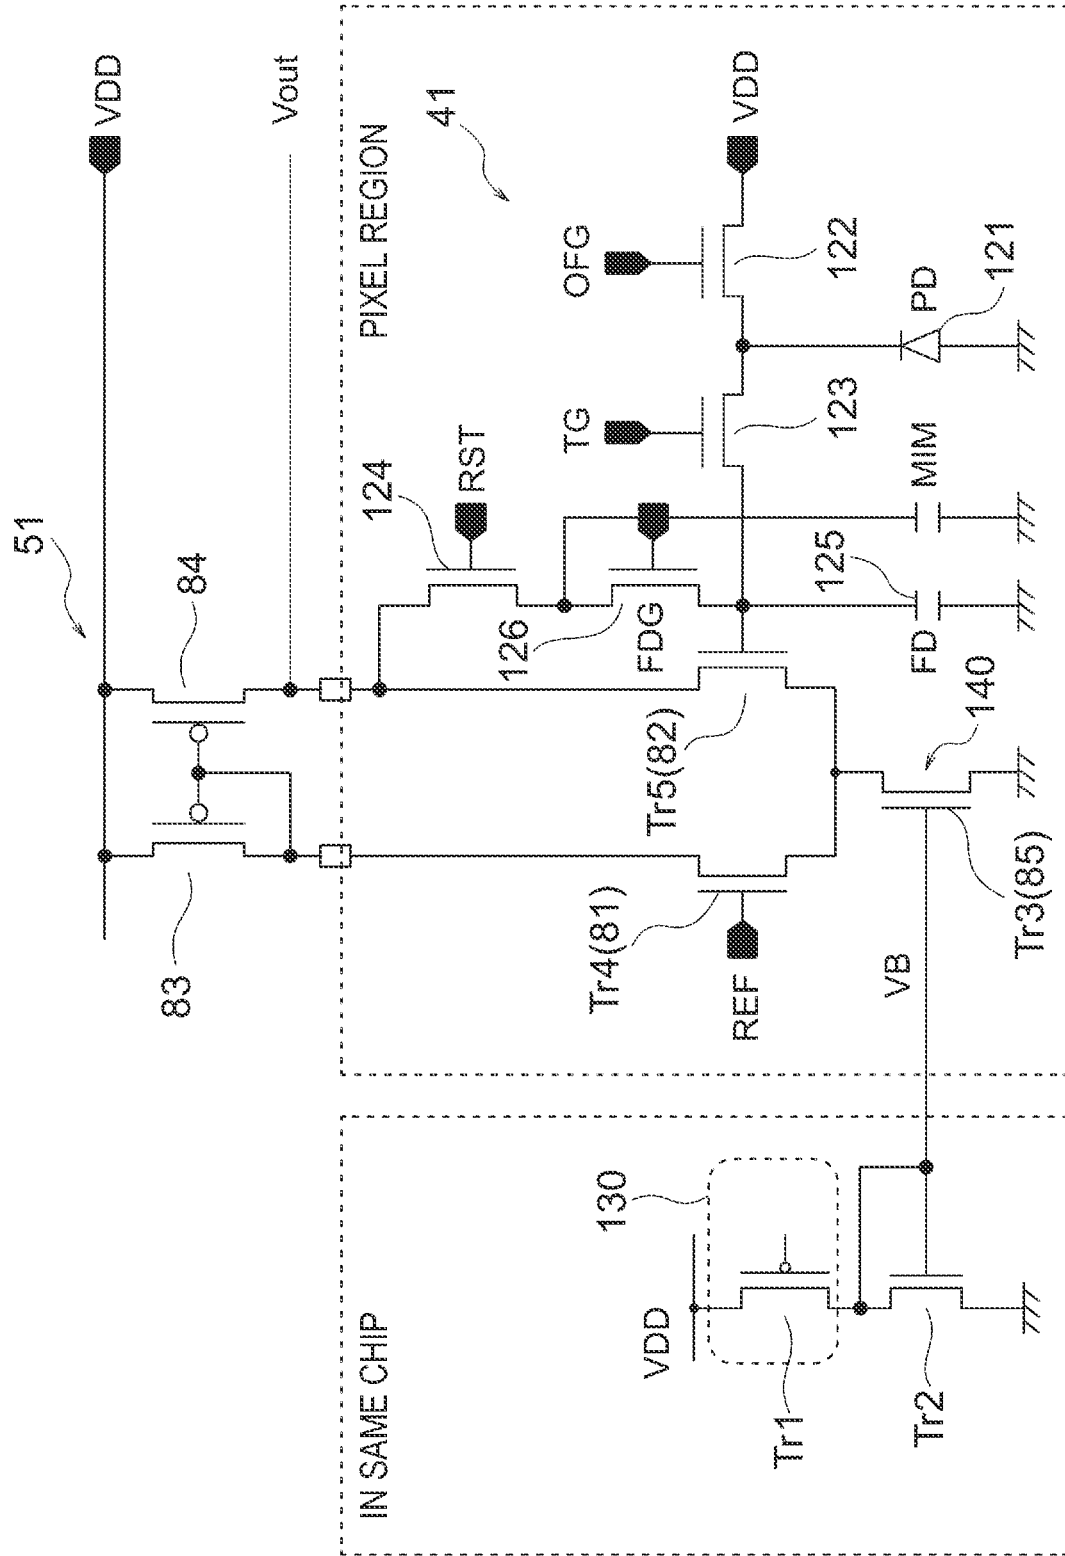 51
VDD
83
84
Vout
IN SAME CHIP
PIXEL REGION
41
124
RST
OFG
TG
130
VDD
Tr4(81)
Tr5(82)
126
FDG
REF
VDD
Tr1
123
122
VB
125
Tr2
FD
MIM
PD
140
121
Tr3(85)